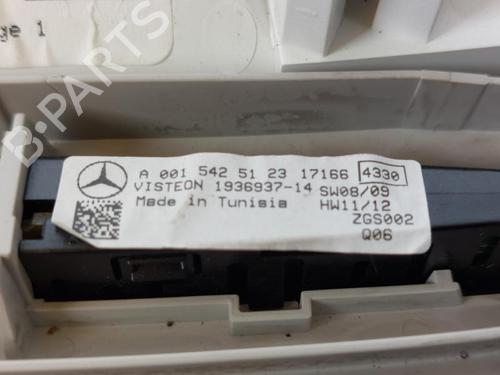 ge 1
B-PARTS
A 001 542 51 23 17166 4330
VISTEON 1936937-14 SW08/09
Made in Tunisia HW11/12
ZGS002
Q06